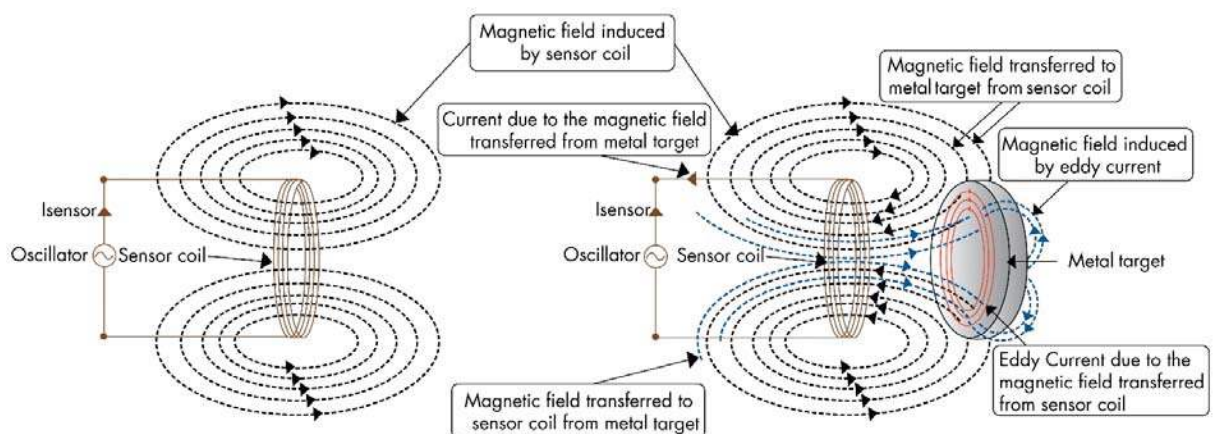 Magnetic field induced
by sensor coil
Isensor
Oscillator
Sensor coil
Current due to the magnetic field
transferred from metal target
Magnetic field transferred to
metal target from sensor coil
Magnetic field induced
by eddy current
Isensor
Oscillator
Sensor coil
Metal target
Magnetic field transferred to
sensor coil from metal target
Eddy Current due to the
magnetic field transferred
from sensor coil